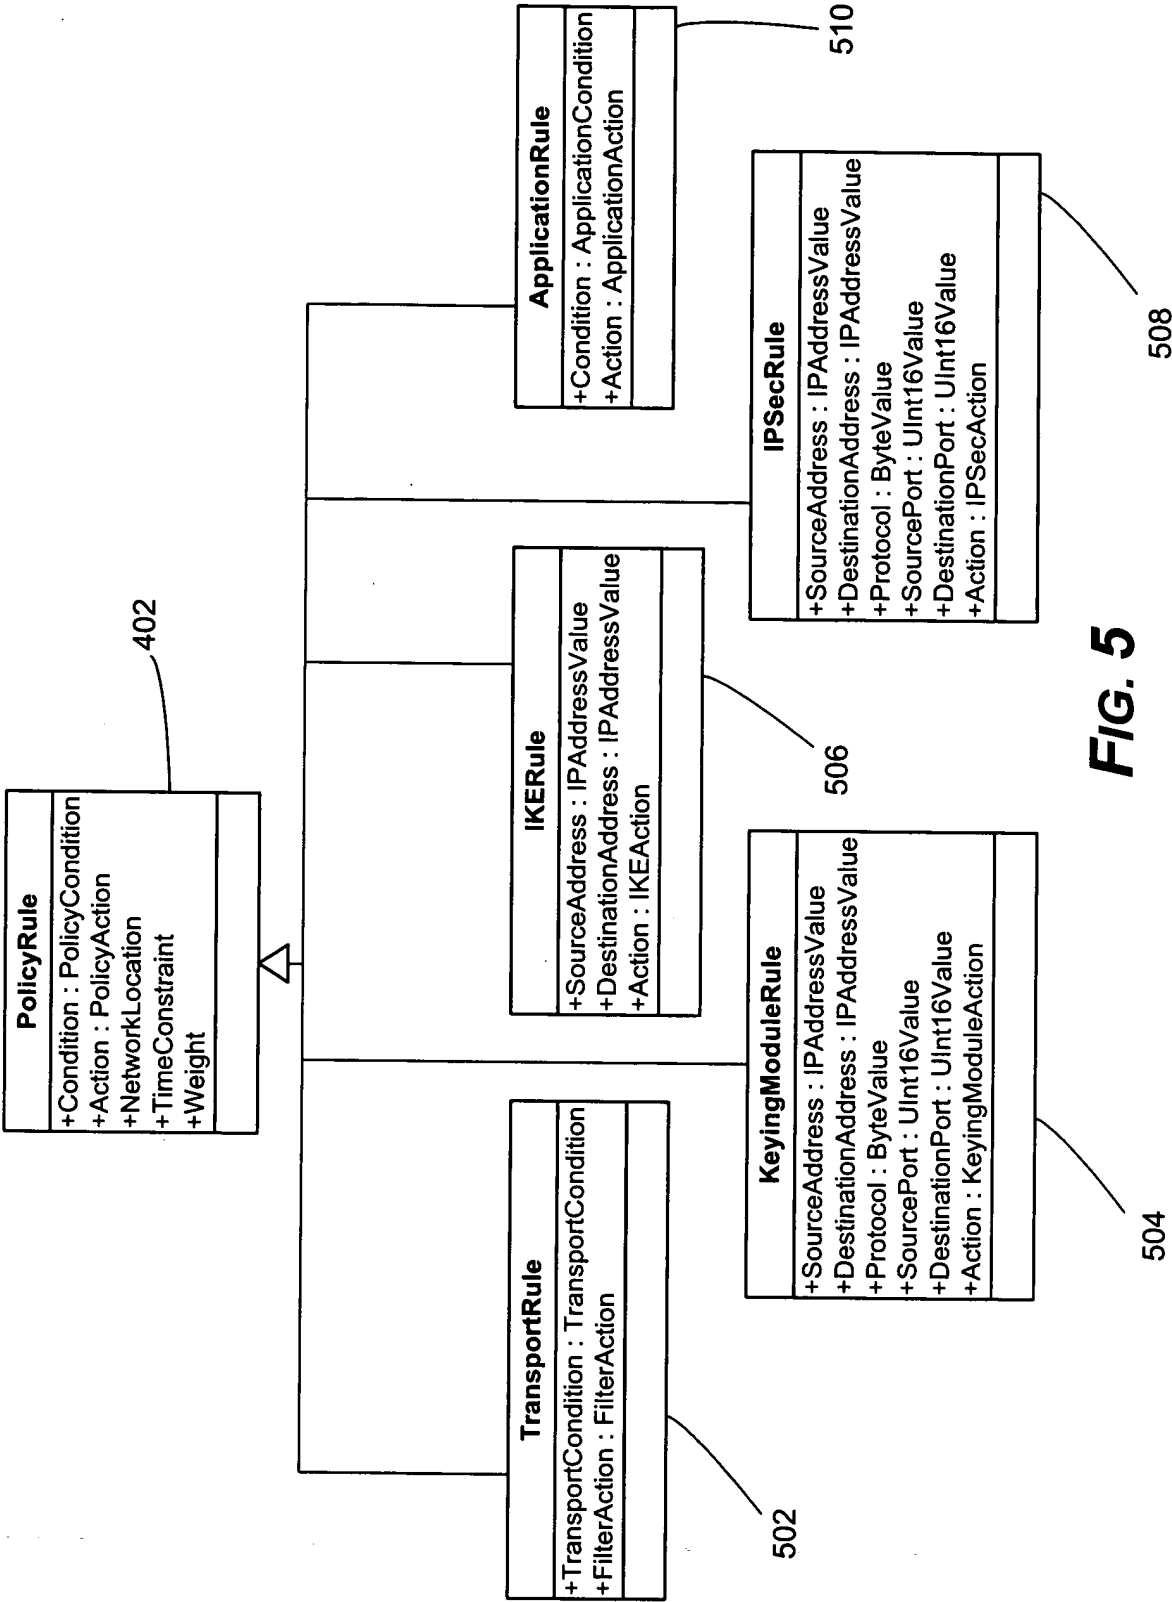 PolicyRule
+Condition : PolicyCondition
+Action : PolicyAction
+NetworkLocation
+TimeConstraint
+Weight
402
TransportRule
+TransportCondition : TransportCondition
+FilterAction : FilterAction
502
KeyingModuleRule
+SourceAddress : IPAddressValue
+DestinationAddress : IPAddressValue
+Protocol : ByteValue
+SourcePort : UInt16Value
+DestinationPort : UInt16Value
+Action : KeyingModuleAction
504
IKERule
+SourceAddress : IPAddressValue
+DestinationAddress : IPAddressValue
+Action : IKEAction
506
IPSecRule
+SourceAddress : IPAddressValue
+DestinationAddress : IPAddressValue
+Protocol : ByteValue
+SourcePort : UInt16Value
+DestinationPort : UInt16Value
+Action : IPSecAction
508
ApplicationRule
+Condition : ApplicationCondition
+Action : ApplicationAction
510
FIG. 5